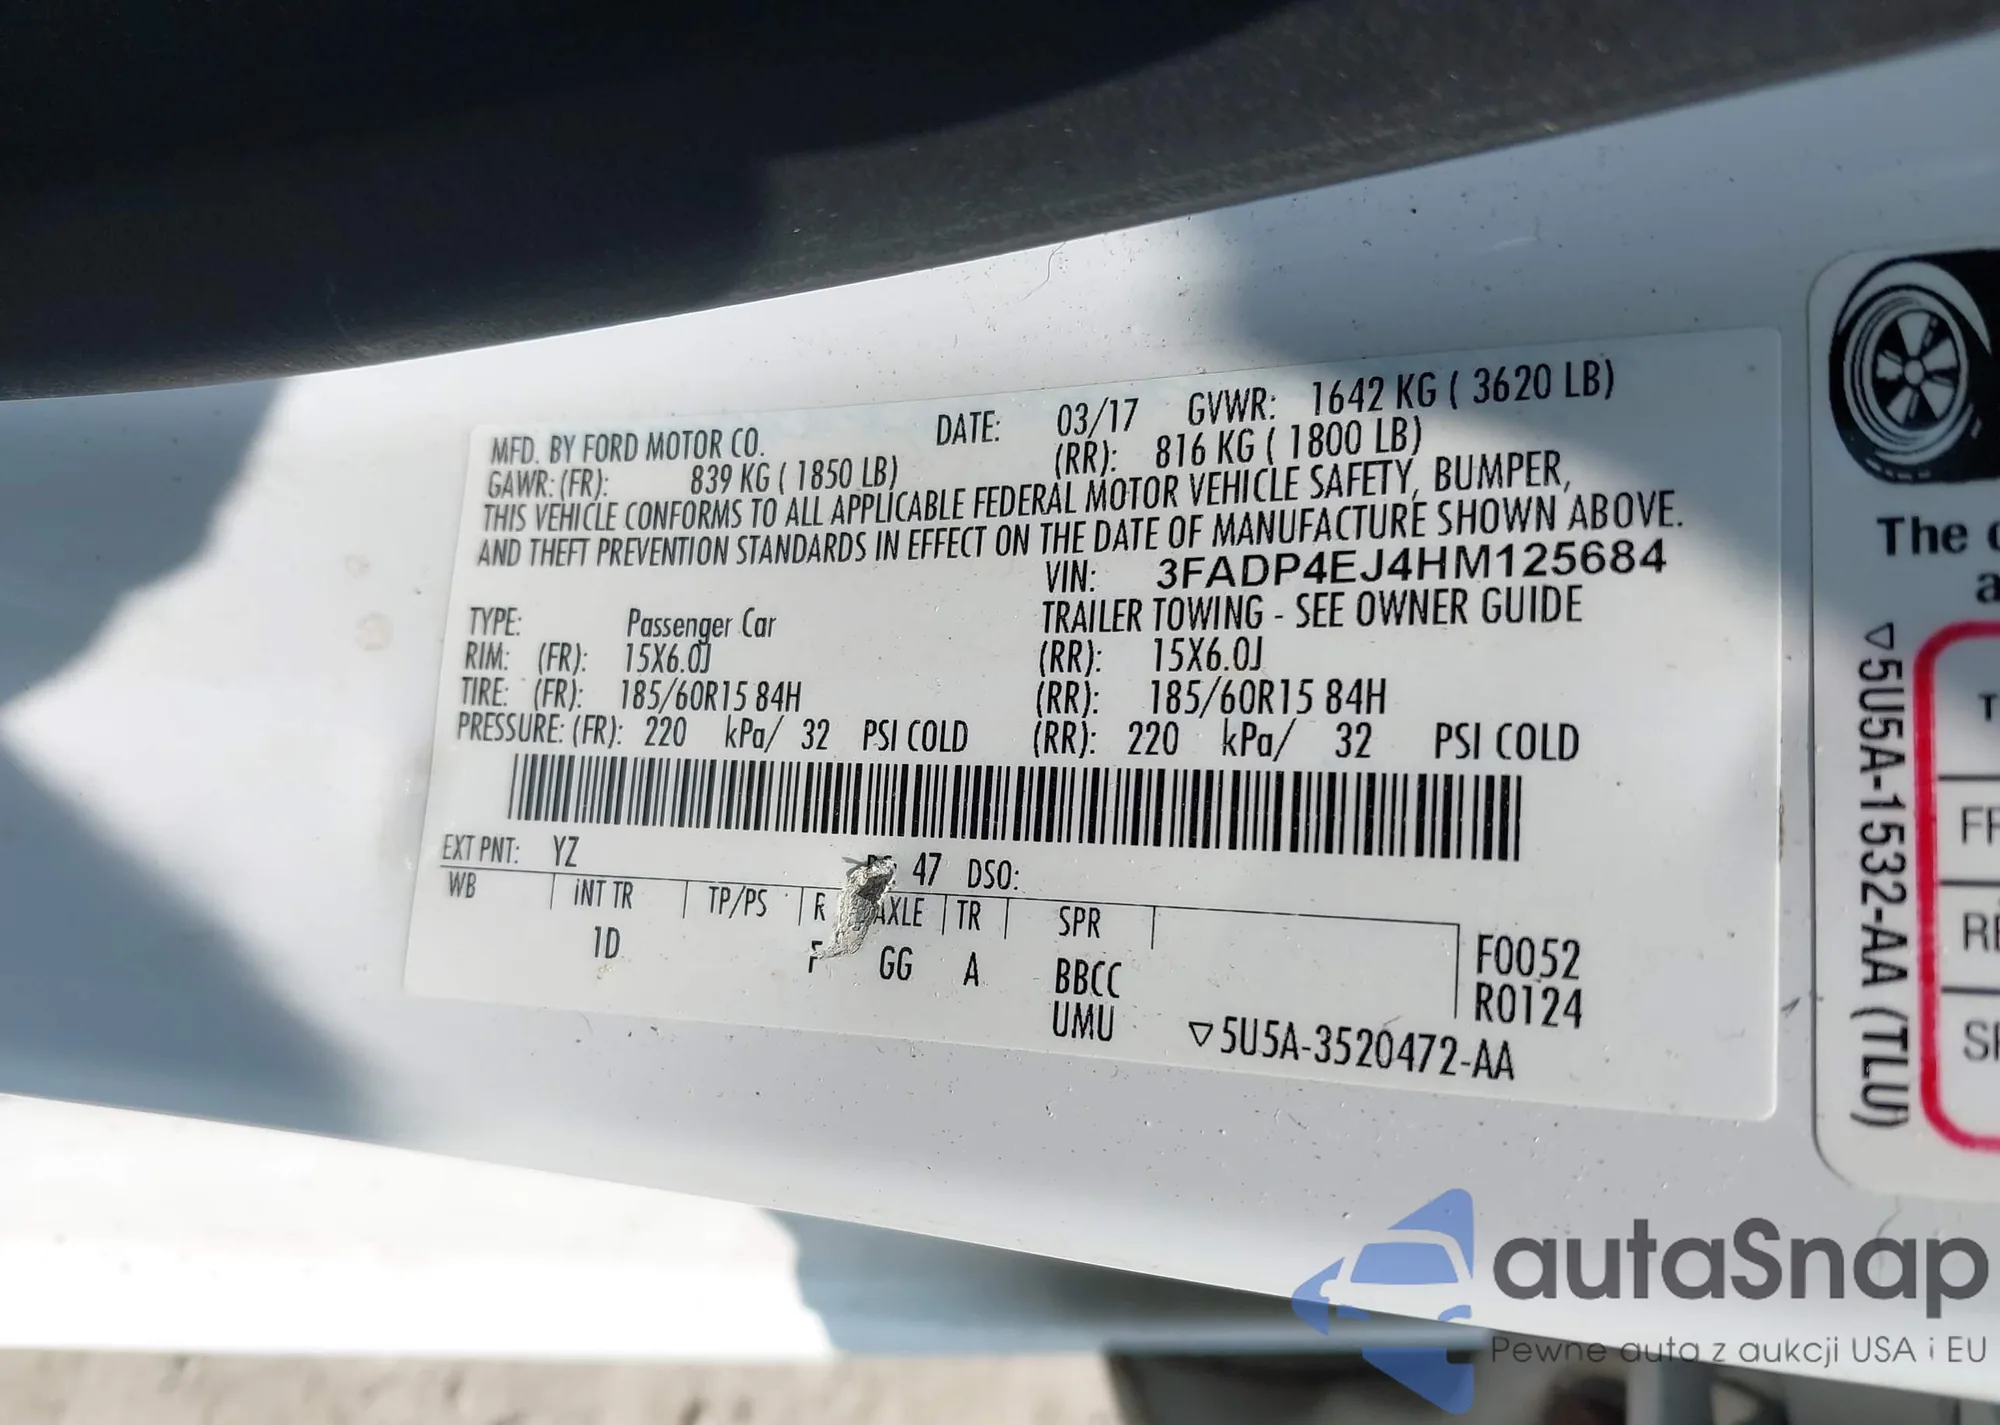 MFD. BY FORD MOTOR CO. DATE: 03/17 GVWR: 1642 KG ( 3620 LB)
GAWR: (FR): 839 KG ( 1850 LB) (RR): 816 KG ( 1800 LB)
THIS VEHICLE CONFORMS TO ALL APPLICABLE FEDERAL MOTOR VEHICLE SAFETY, BUMPER,
AND THEFT PREVENTION STANDARDS IN EFFECT ON THE DATE OF MANUFACTURE SHOWN ABOVE.
VIN: 3FADP4EJ4HM125684
TYPE: Passenger Car TRAILER TOWING - SEE OWNER GUIDE
RIM: (FR): 15X6.0J (RR): 15X6.0J
TIRE: (FR): 185/60R15 84H (RR): 185/60R15 84H
PRESSURE: (FR): 220 kPa/ 32 PSI COLD (RR): 220 kPa/ 32 PSI COLD
EXT PNT: YZ 47 DSO:
WB INT TR TP/PS R AXLE TR SPR
1D F GG A BBCC F0052
UMU R0124
▽5U5A-3520472-AA
The
▽5U5A-1532-AA (TLU)
autaSnap
Pewne auta z aukcji USA i EU